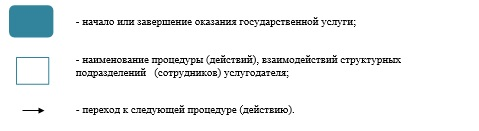 - начало или завершение оказания государственной услуги;
- наименование процедуры (действий), взаимодействий структурных
подразделений (сотрудников) услугодателя;
- переход к следующей процедуре (действию).